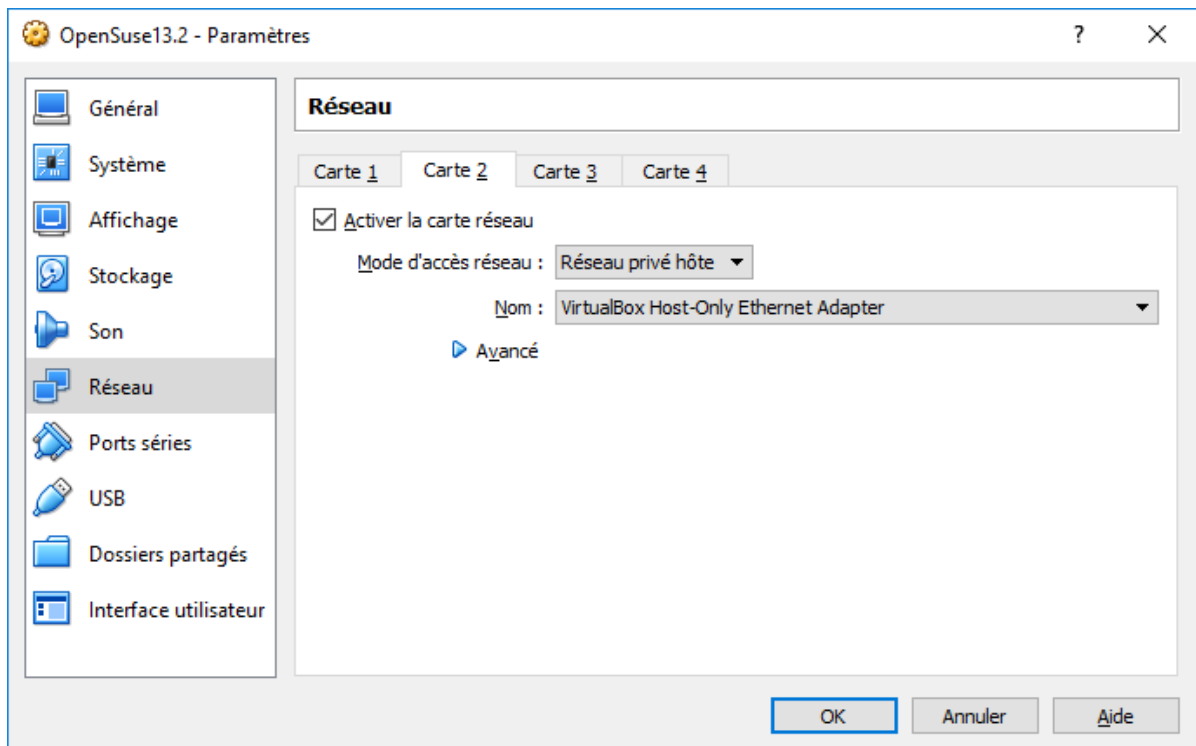 OpenSuse13.2 - Paramètres
?
Général
Système
Affichage
Stockage
Son
Réseau
Ports séries
USB
Dossiers partagés
Interface utilisateur
Réseau
Carte 1 Carte 2 Carte 3 Carte 4
Activer la carte réseau
Mode d'accès réseau : Réseau privé hôte
Nom : VirtualBox Host-Only Ethernet Adapter
Avancé
OK Annuler Aide